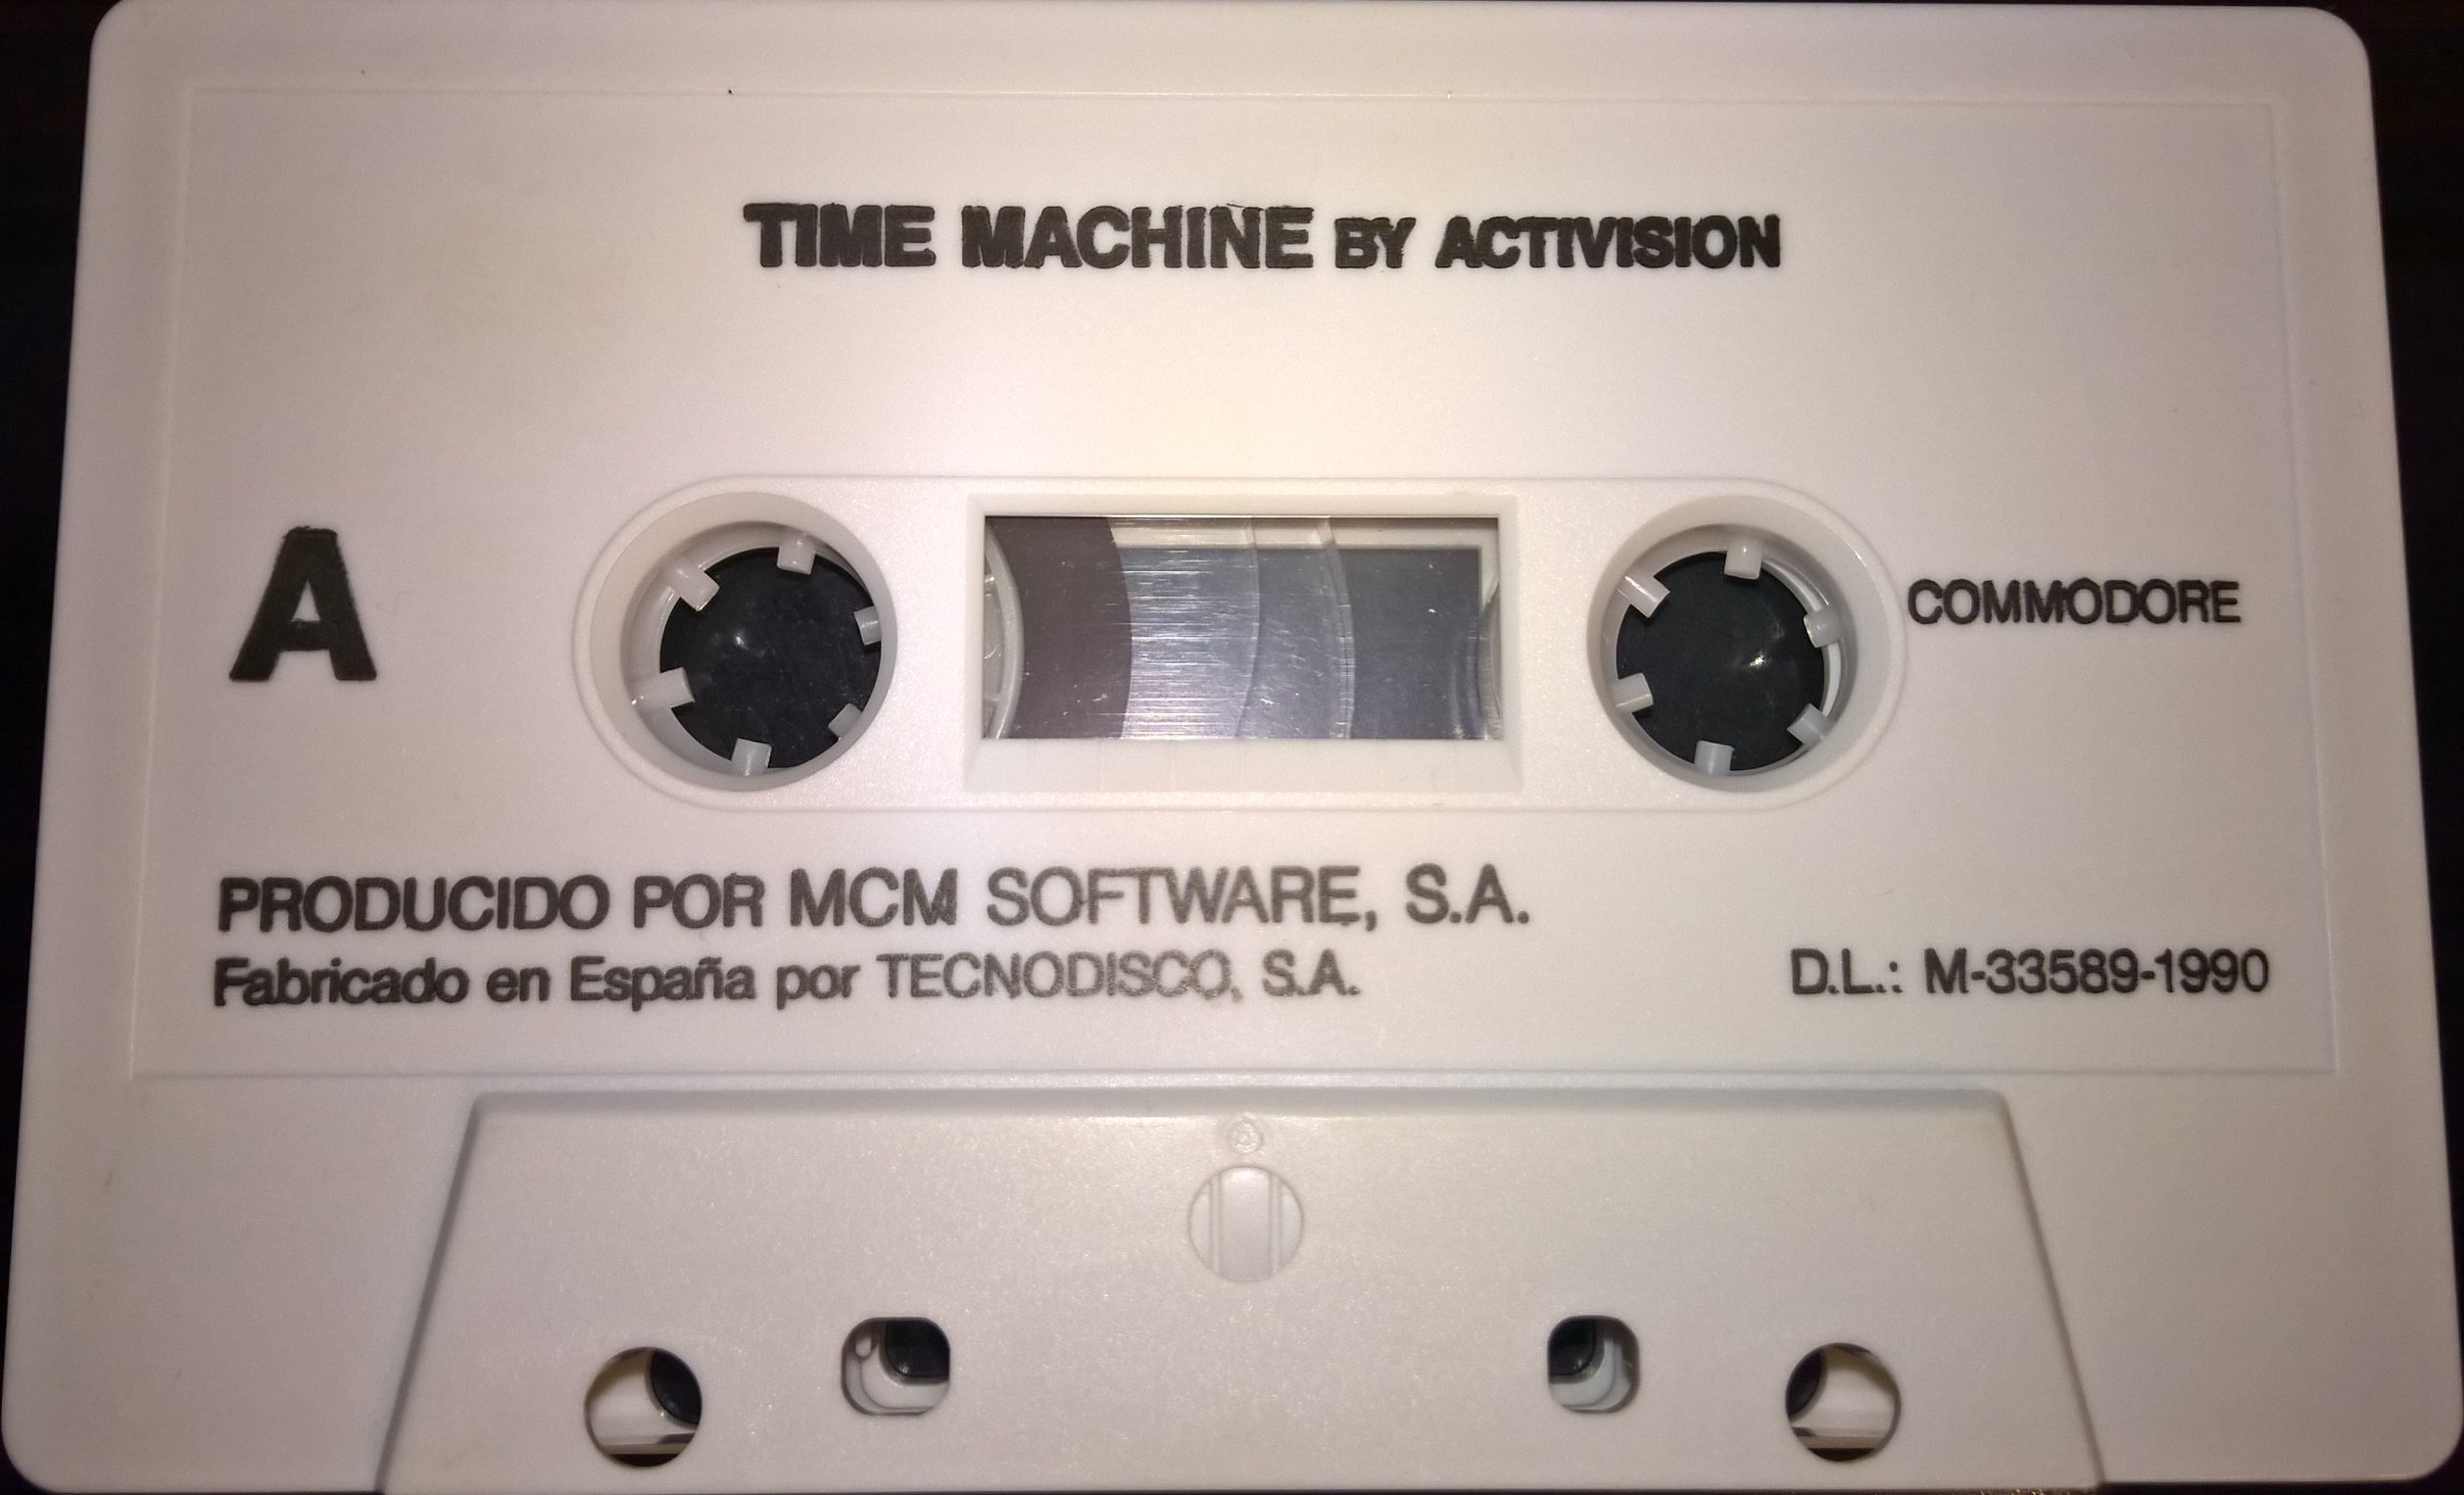 TIME MACHINE BY ACTIVISION
A
COMMODORE
PRODUCIDO POR MCM SOFTWARE, S.A.
Fabricado en España por TECNODISCO, S.A.
D.L.: M-33589-1990